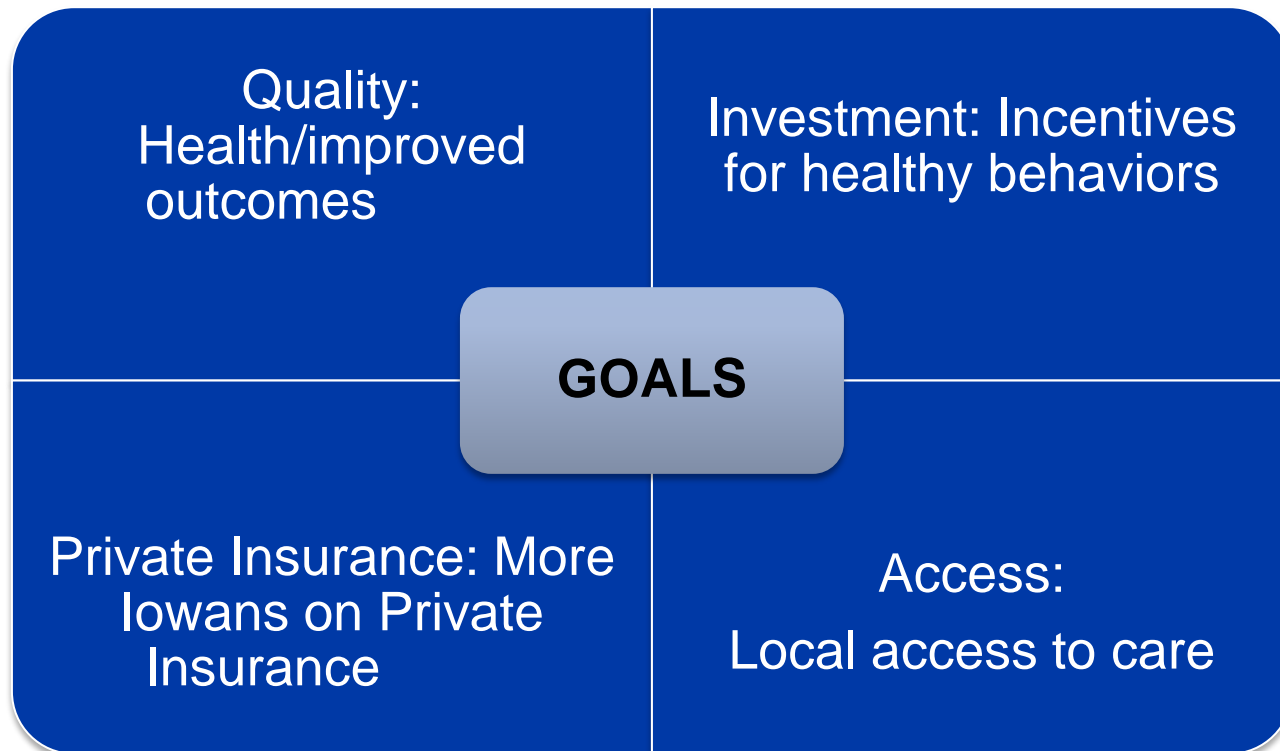 Quality:
Health/improved
outcomes
Investment: Incentives
for healthy behaviors
GOALS
Private Insurance: More
Iowans on Private
Insurance
Access:
Local access to care